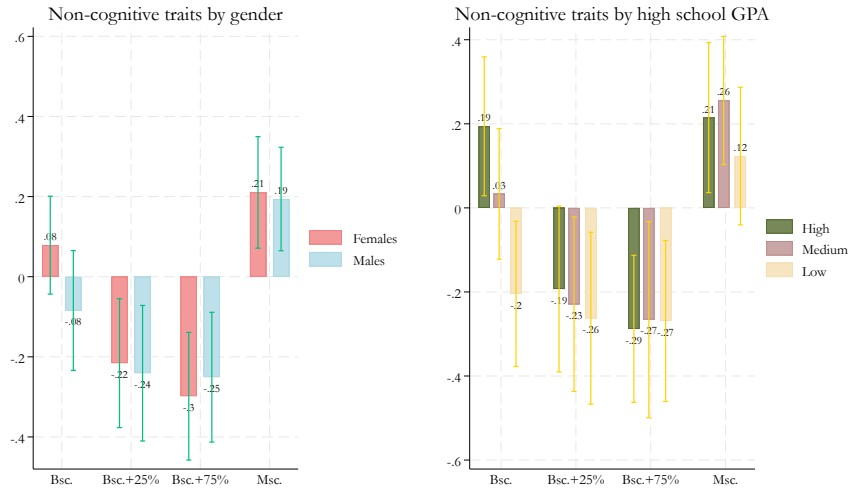 Non-cognitive traits by gender
.6
.4
.2
0
-.2
-.4
.08
-.08
-.22
-.24
-.3
-.25
.21
.19
Bsc.
Bsc.+25%
Bsc.+75%
Msc.
Females
Males
Non-cognitive traits by high school GPA
.4
.2
0
-.2
-.4
-.6
.19
.03
-.2
-.19
-.23
-.26
-.29
-.27
-.27
.21
.26
.12
Bsc.
Bsc.+25%
Bsc.+75%
Msc.
High
Medium
Low